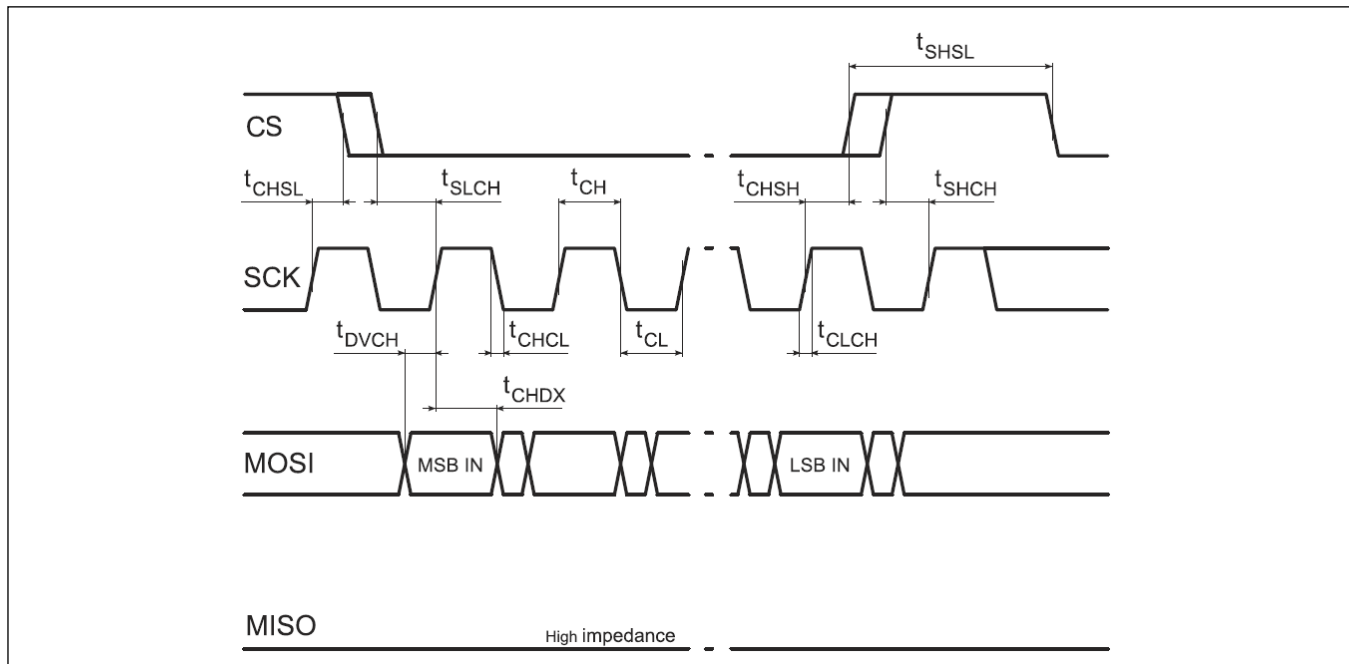 tSHSL
CS
tCHSL
tSLCH
tCH
tCHSH
tSHCH
SCK
tDVCH
tCHCL
tCL
tCLCH
tCHDX
MOSI
MSB IN
LSB IN
MISO
High impedance